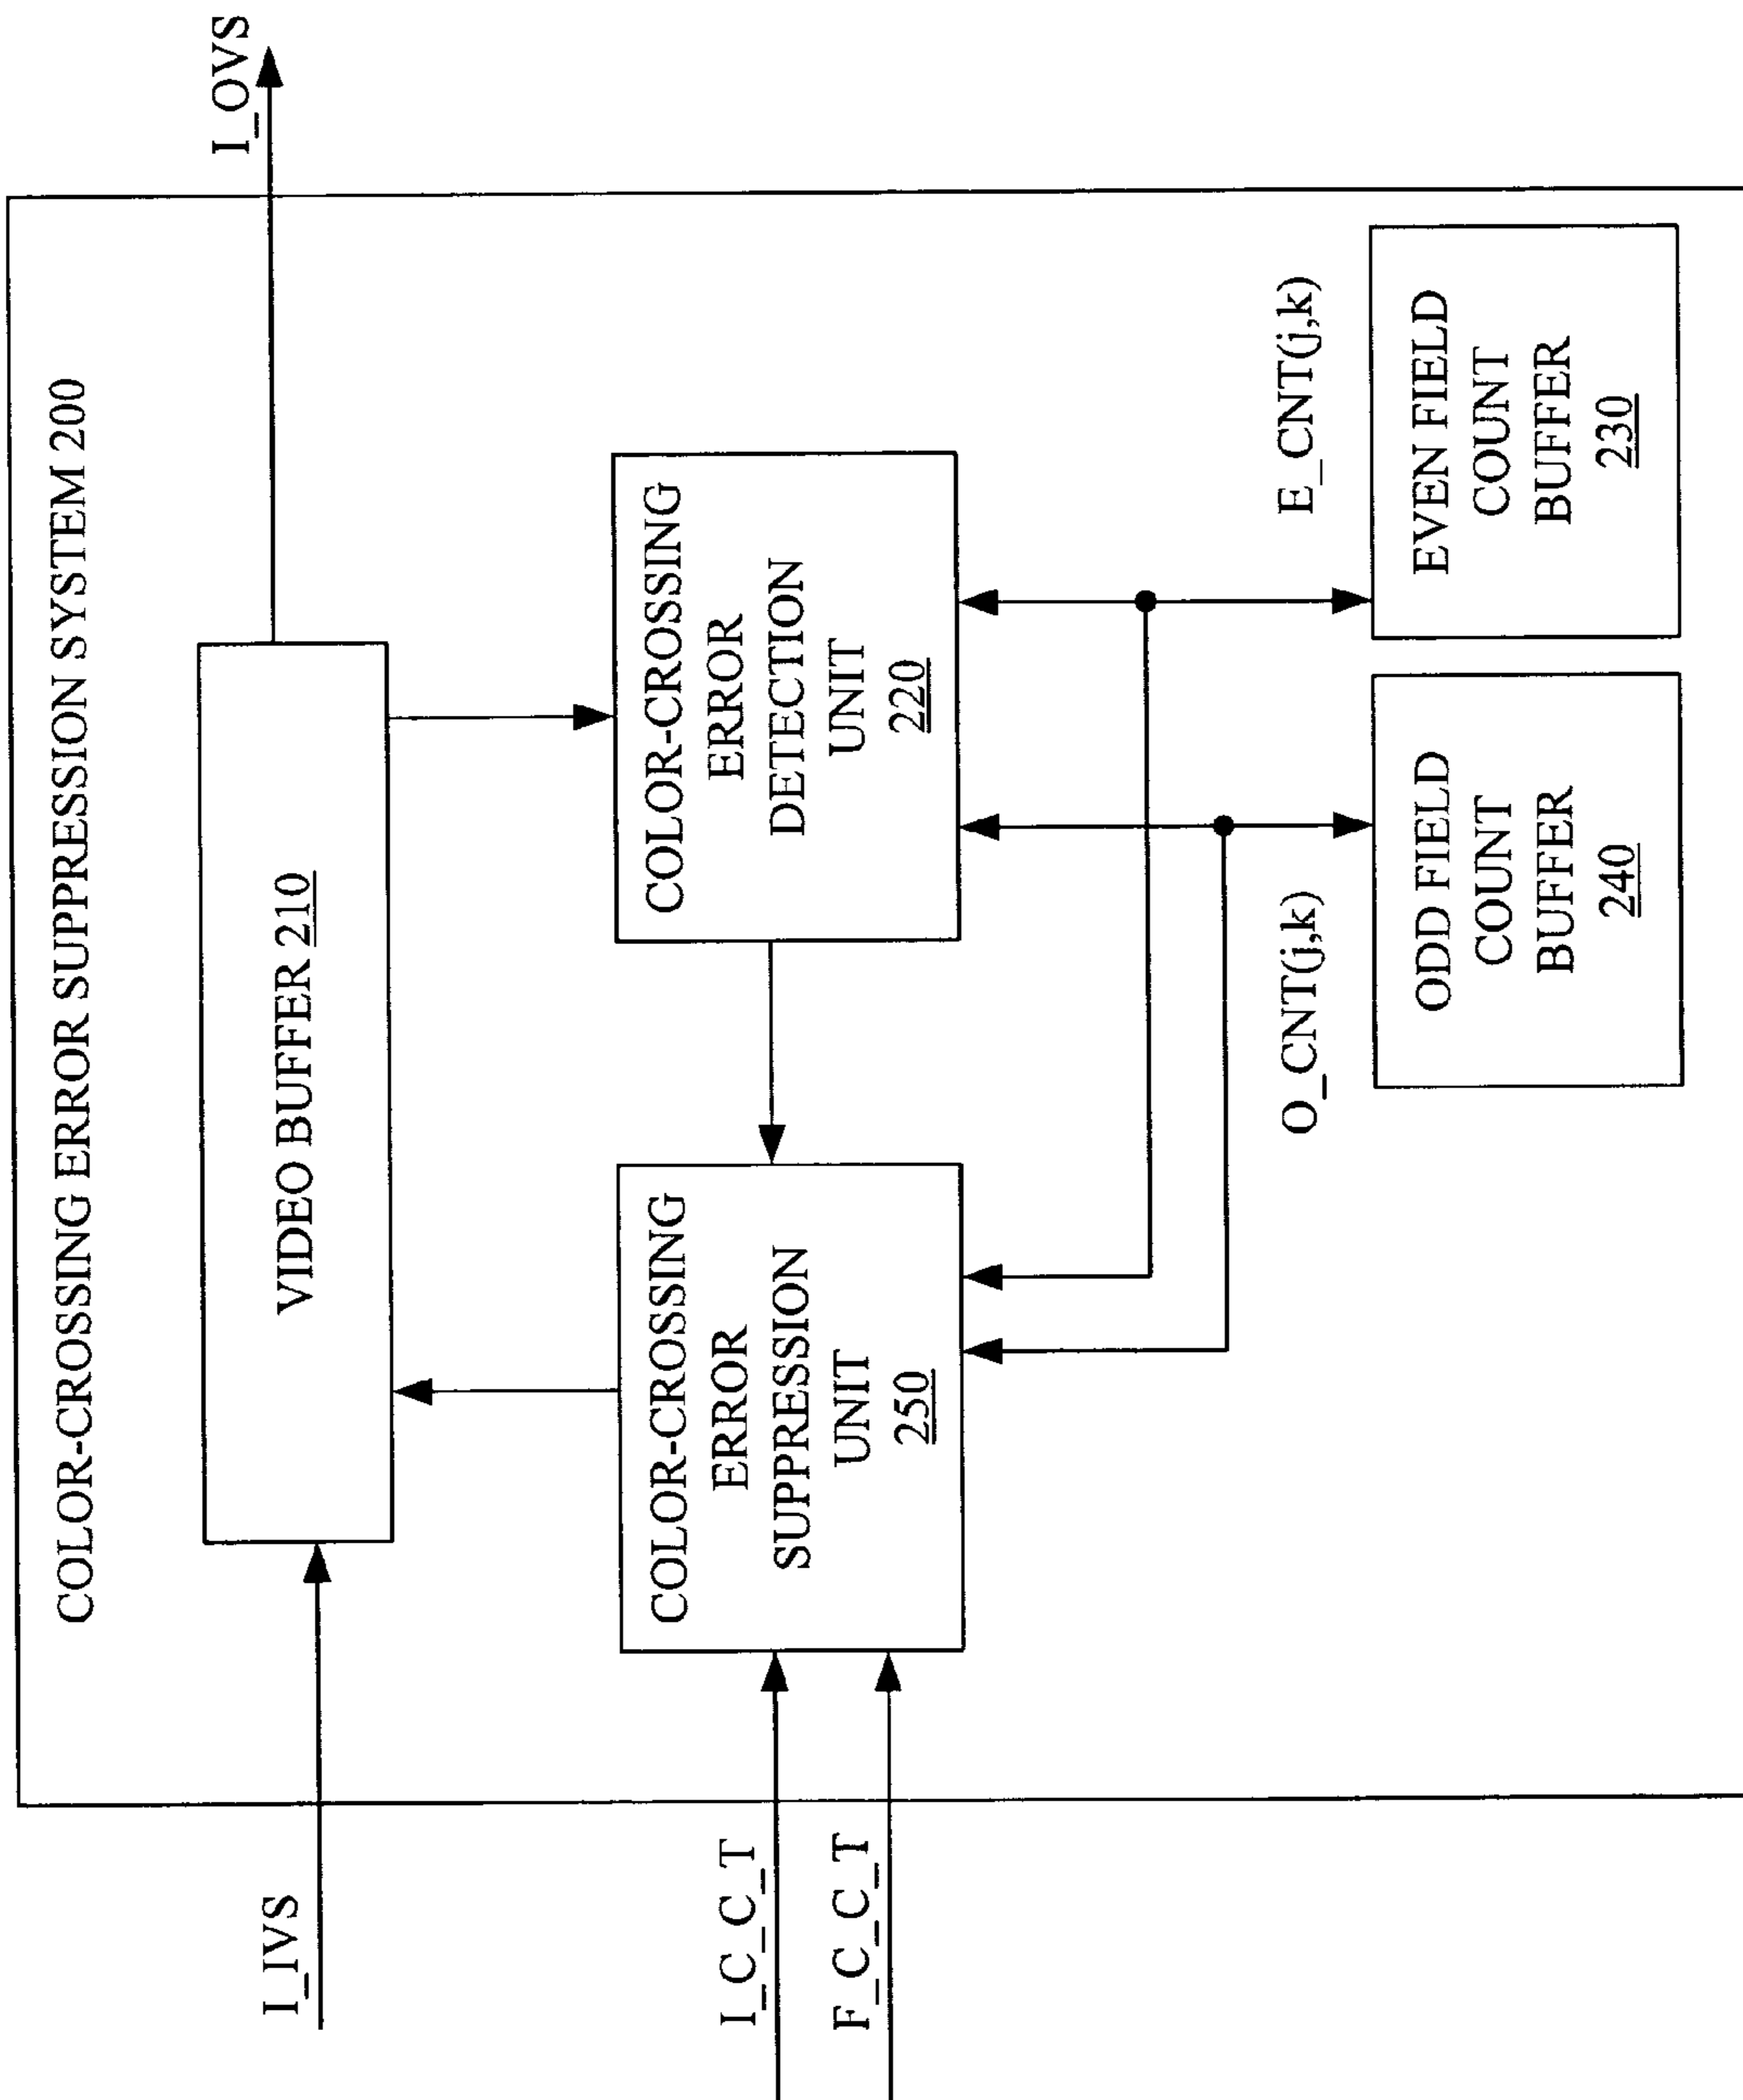 COLOR-CROSSING ERROR SUPPRESSION SYSTEM 200
I_IVS
VIDEO BUFFER 210
I_OVS
I_C_C_T
F_C_C_T
COLOR-CROSSING
ERROR
SUPPRESSION
UNIT
250
COLOR-CROSSING
ERROR
DETECTION
UNIT
220
O_CNT(j,k)
E_CNT(j,k)
ODD FIELD
COUNT
BUFFER
240
EVEN FIELD
COUNT
BUFFER
230